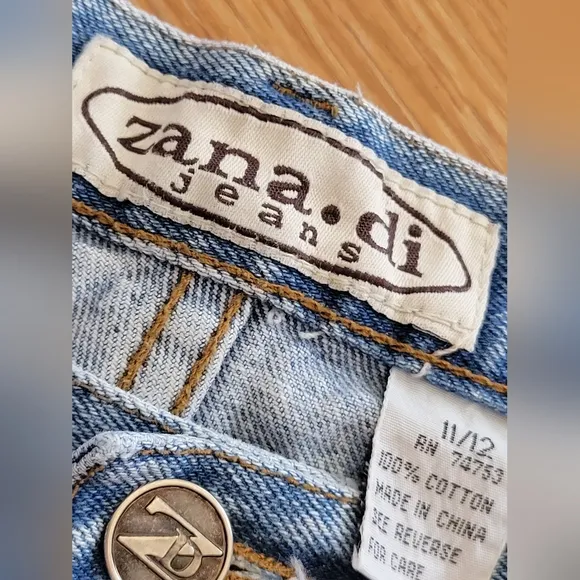 zana.di
jeans
11/12
RN 74753
100% COTTON
MADE IN CHINA
SEE REVERSE
FOR CARE